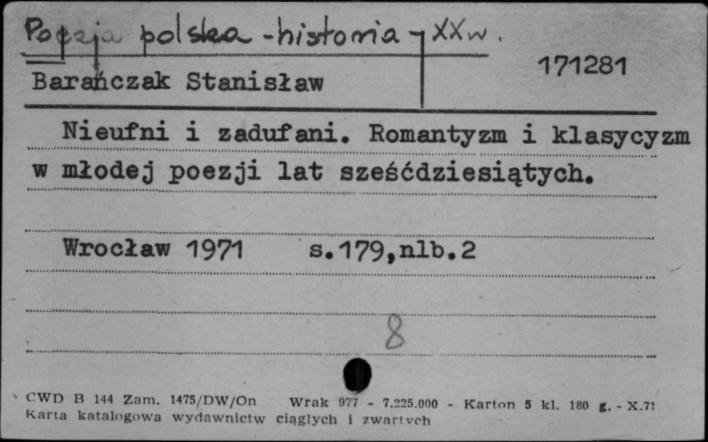 Poezja polska - historia - XX w.
171281
Barańczak Stanisław
Nieufni i zadufani. Romantyzm i klasycyzm
w młodej poezji lat sześćdziesiątych.
Wrocław 1971 s.179,nlb.2
8
CWD B 144 Zam. 1475/DW/On Wrak 977 - 7.225.000 - Karton 5 kl. 180 g. - X.71
Karta katalogowa wydawnictw ciągłych i zwartych